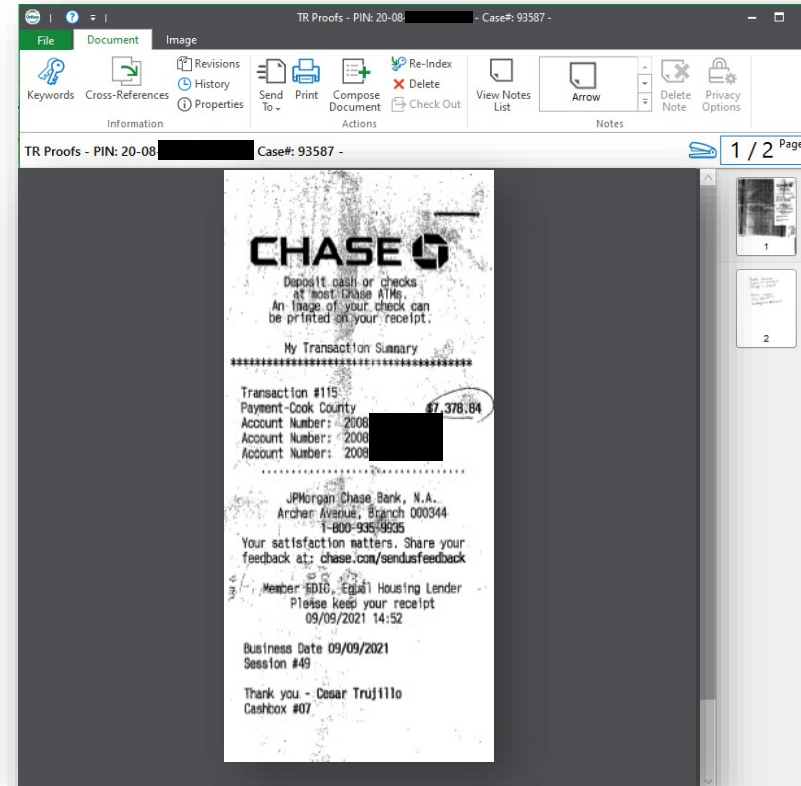 TR Proofs - PIN: 20-08- - Case#: 93587 -
File
Document
Image
Keywords
Cross-References
Revisions
History
Properties
Information
Send To
Print
Compose Document
Re-Index
Delete
Check Out
Actions
View Notes List
Arrow
Delete Note
Privacy Options
Notes
TR Proofs - PIN: 20-08- Case#: 93587 -
1 / 2 Page
CHASE
Deposit cash or checks
at most Chase ATMs.
An image of your check can
be printed on your receipt.
My Transaction Summary
******************************************
Transaction #115
Payment-Cook County $7,378.84
Account Number: 2008
Account Number: 2008
Account Number: 2008
JPMorgan Chase Bank, N.A.
Archer Avenue, Branch 000344
1-800-935-9935
Your satisfaction matters. Share your
feedback at: chase.com/sendusfeedback
Member FDIC, Equal Housing Lender
Please keep your receipt
09/09/2021 14:52
Business Date 09/09/2021
Session #49
Thank you - Cesar Trujillo
Cashbox #07
1
2